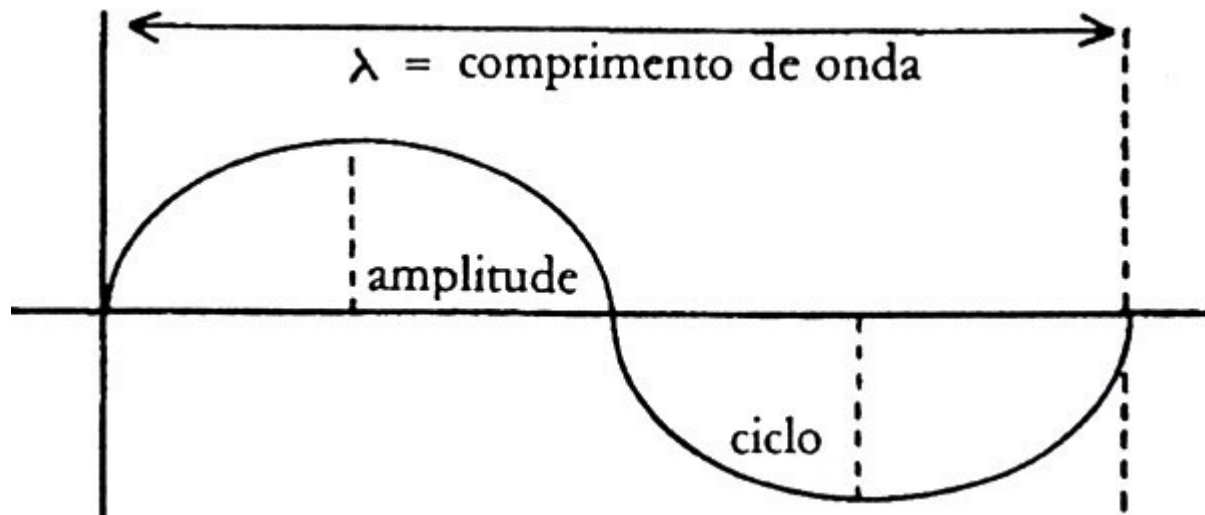 λ = comprimento de onda
amplitude
ciclo